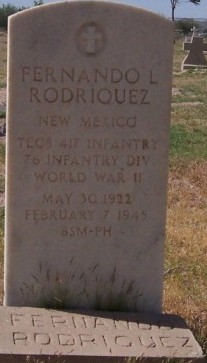 FERNANDO L
RODRIQUEZ
NEW MEXICO
TEC5 417 INFANTRY
76 INFANTRY DIV
WORLD WAR II
MAY 30 1922
FEBRUARY 7 1945
BSM-PH
FERNANDO
RODRIQUEZ